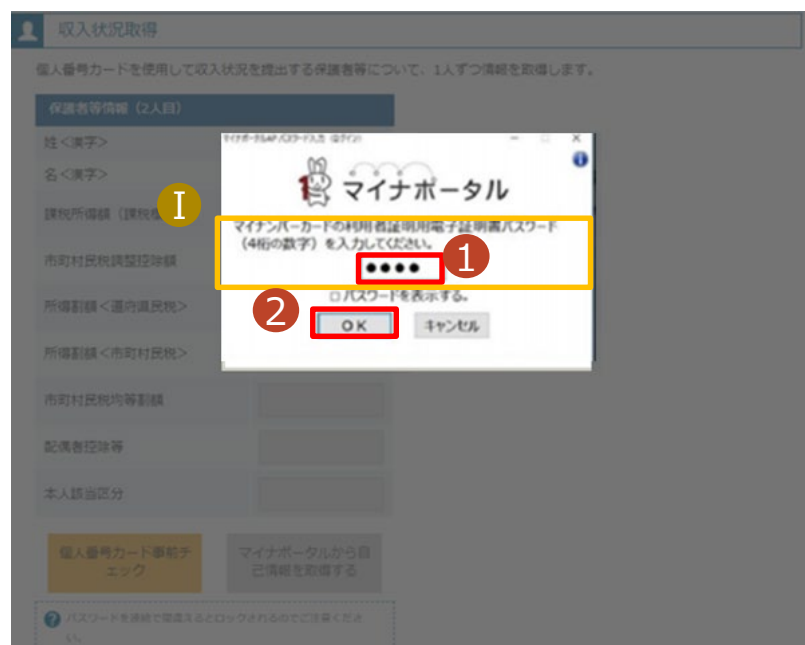 収入状況取得
個人番号カードを使用して収入状況を提出する保護者等について、1人ずつ情報を取得します。
保護者等情報（2人目）
姓＜漢字＞
名＜漢字＞
課税所得額（課税
市町村民税調整控除額
所得割額＜道府県民税＞
所得割額＜市町村民税＞
市町村民税均等割額
配偶者控除等
本人該当区分
個人番号カード事前チ
ェック
マイナポータルから自
己情報を取得する
パスワードを連続で間違えるとロックされるのでご注意くださ
い。
マイナポータル
I
マイナンバーカードの利用者証明用電子証明書パスワード
（4桁の数字）を入力してください。
●●●●
1
パスワードを表示する。
2
OK
キャンセル